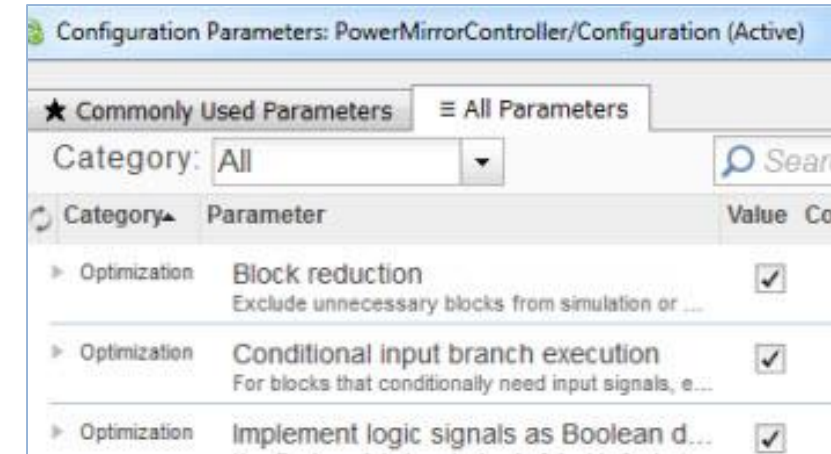 Configuration Parameters: PowerMirrorController/Configuration (Active)
★ Commonly Used Parameters ≡ All Parameters
Category: All Sear
Category Parameter Value Co
Optimization Block reduction
Exclude unnecessary blocks from simulation or ...
Optimization Conditional input branch execution
For blocks that conditionally need input signals, e...
Optimization Implement logic signals as Boolean d...